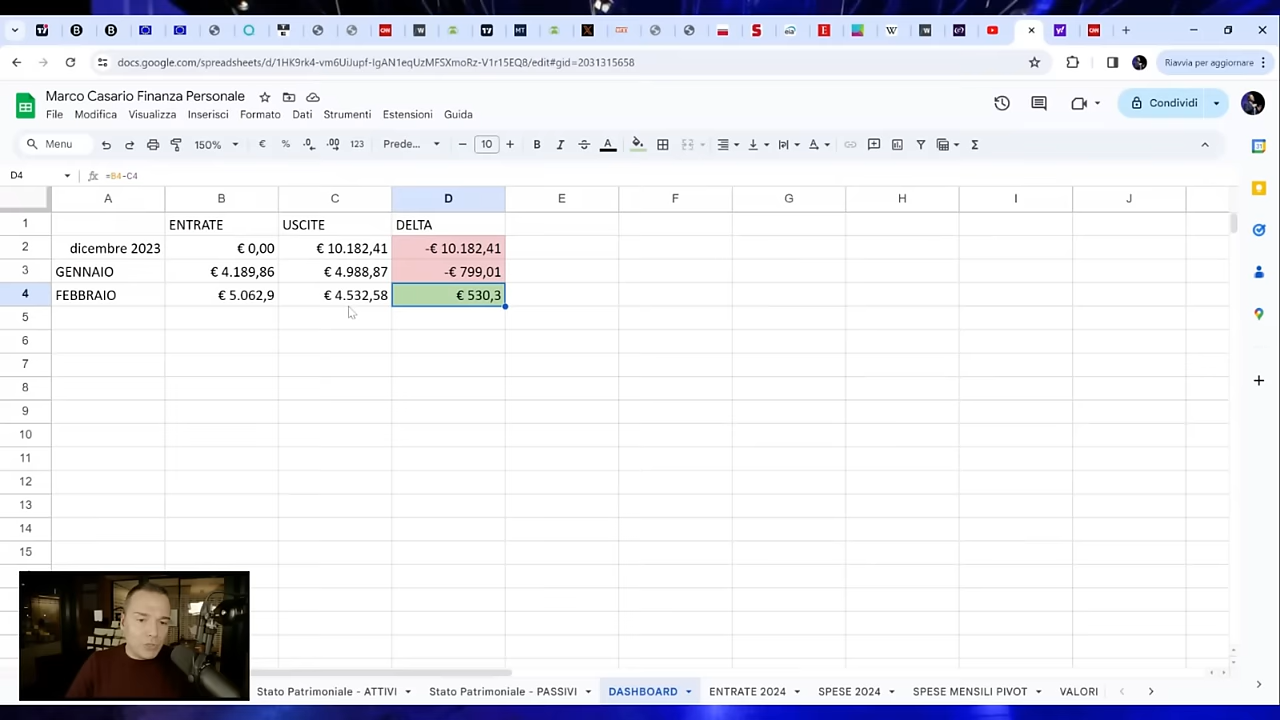 docs.google.com/spreadsheets/d/1HK9rk4-vm6UiJupf-IgAN1eqUzMFSXmoRz-V1r15EQ8/edit#gid=2031315658
Riavvia per aggiornare
Marco Casario Finanza Personale
File Modifica Visualizza Inserisci Formato Dati Strumenti Estensioni Guida
Condividi
Menu 150% € % .0 .00 123 Prede... 10 B I A
D4 fx =B4-C4
A B C D E F G H I J
1 ENTRATE USCITE DELTA
2 dicembre 2023 € 0,00 € 10.182,41 -€ 10.182,41
3 GENNAIO € 4.189,86 € 4.988,87 -€ 799,01
4 FEBBRAIO € 5.062,9 € 4.532,58 € 530,3
5
6
7
8
9
10
11
12
13
14
15
Stato Patrimoniale - ATTIVI Stato Patrimoniale - PASSIVI DASHBOARD ENTRATE 2024 SPESE 2024 SPESE MENSILI PIVOT VALORI